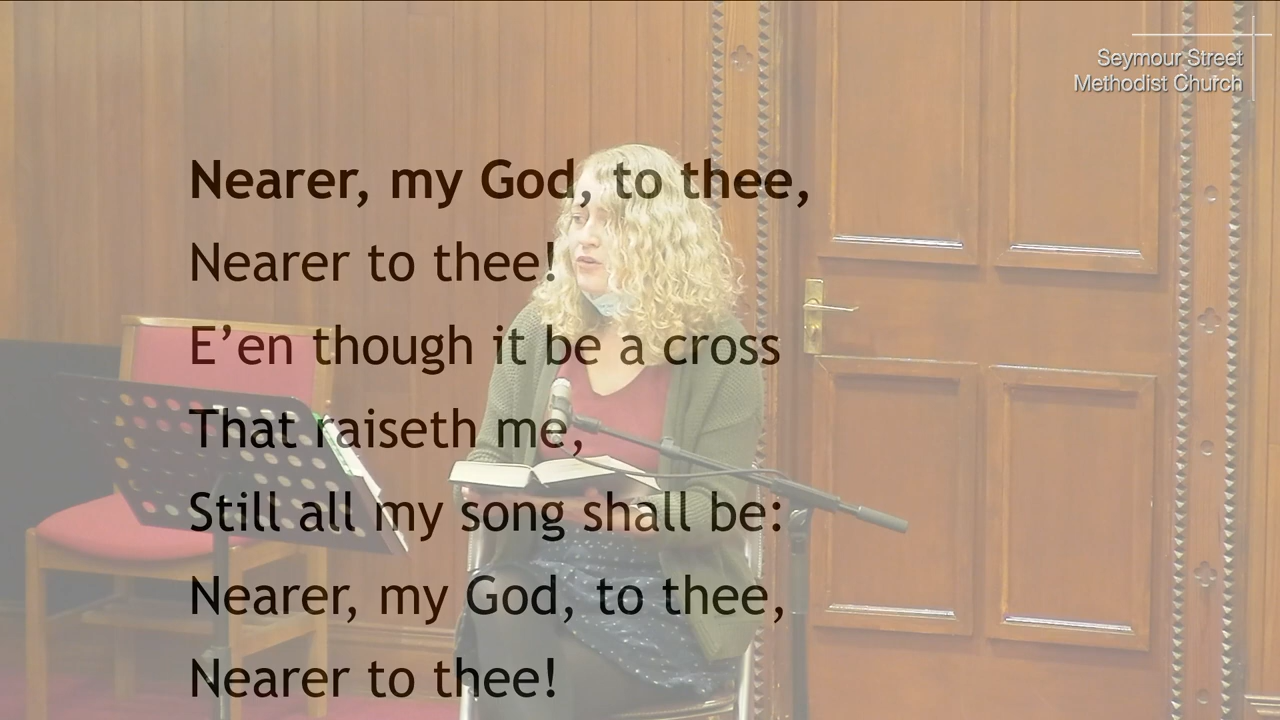 Seymour Street
Methodist Church
Nearer, my God, to thee,
Nearer to thee!
E’en though it be a cross
That raiseth me,
Still all my song shall be:
Nearer, my God, to thee,
Nearer to thee!